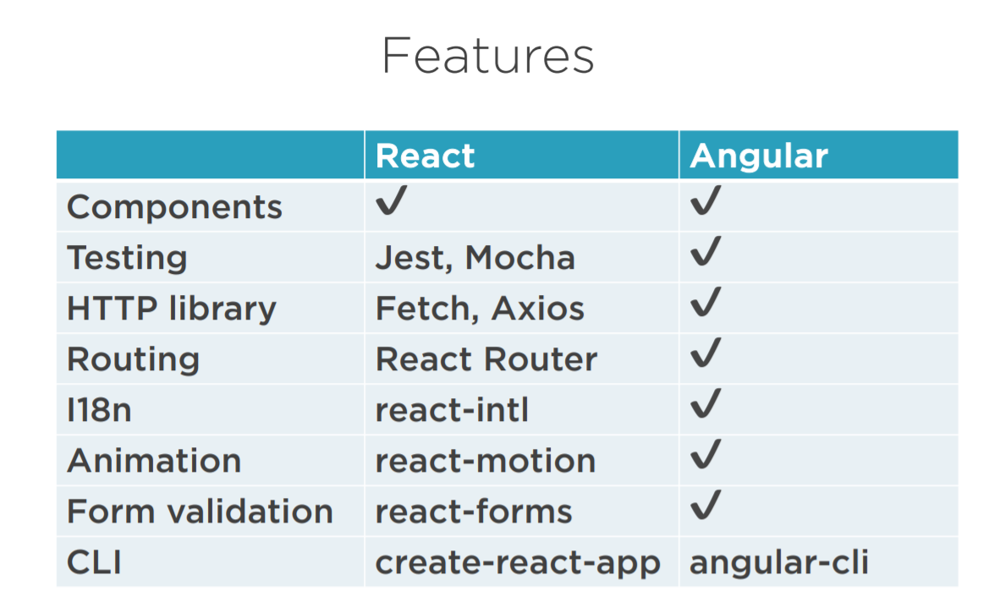 Features
React Angular
Components ✔ ✔
Testing Jest, Mocha ✔
HTTP library Fetch, Axios ✔
Routing React Router ✔
I18n react-intl ✔
Animation react-motion ✔
Form validation react-forms ✔
CLI create-react-app angular-cli